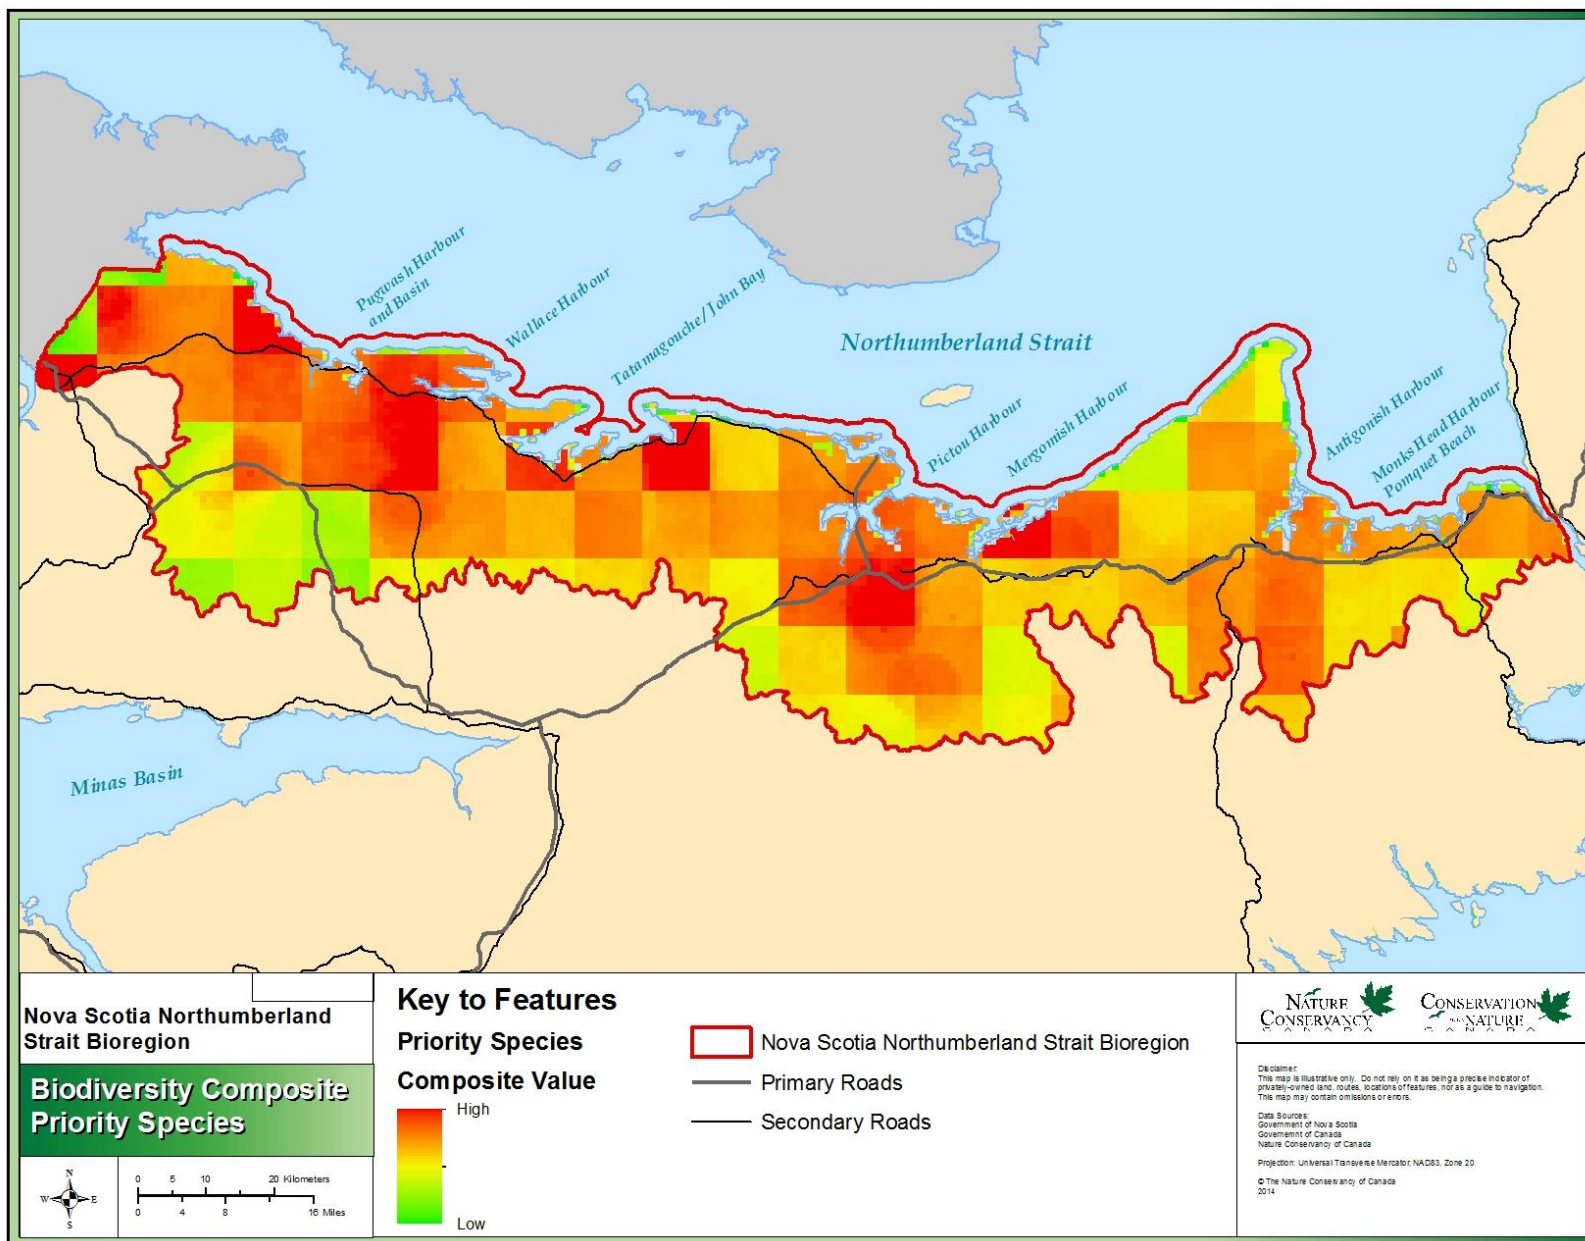 Pugwash Harbour
and Basin
Wallace Harbour
Tatamagouche / John Bay
Northumberland Strait
Pictou Harbour
Mergomish Harbour
Antigonish Harbour
Monks Head Harbour
Pomquet Beach
Minas Basin
Nova Scotia Northumberland
Strait Bioregion
Biodiversity Composite
Priority Species
N
W E
S
0 5 10 20 Kilometers
0 4 8 16 Miles
Key to Features
Priority Species
Composite Value
High
Low
Nova Scotia Northumberland Strait Bioregion
Primary Roads
Secondary Roads
NATURE
CONSERVANCY
CONSERVATION
NATURE
Disclaimer:
This map is illustrative only. Do not rely on it as being a precise indicator of
privately-owned land, routes, locations of features, nor as a guide to navigation.
This map may contain omissions or errors.
Data Sources:
Government of Nova Scotia
Governemnt of Canada
Nature Conservancy of Canada
Projection: Universal Transverse Mercator, NAD83, Zone 20
© The Nature Conservancy of Canada
2014